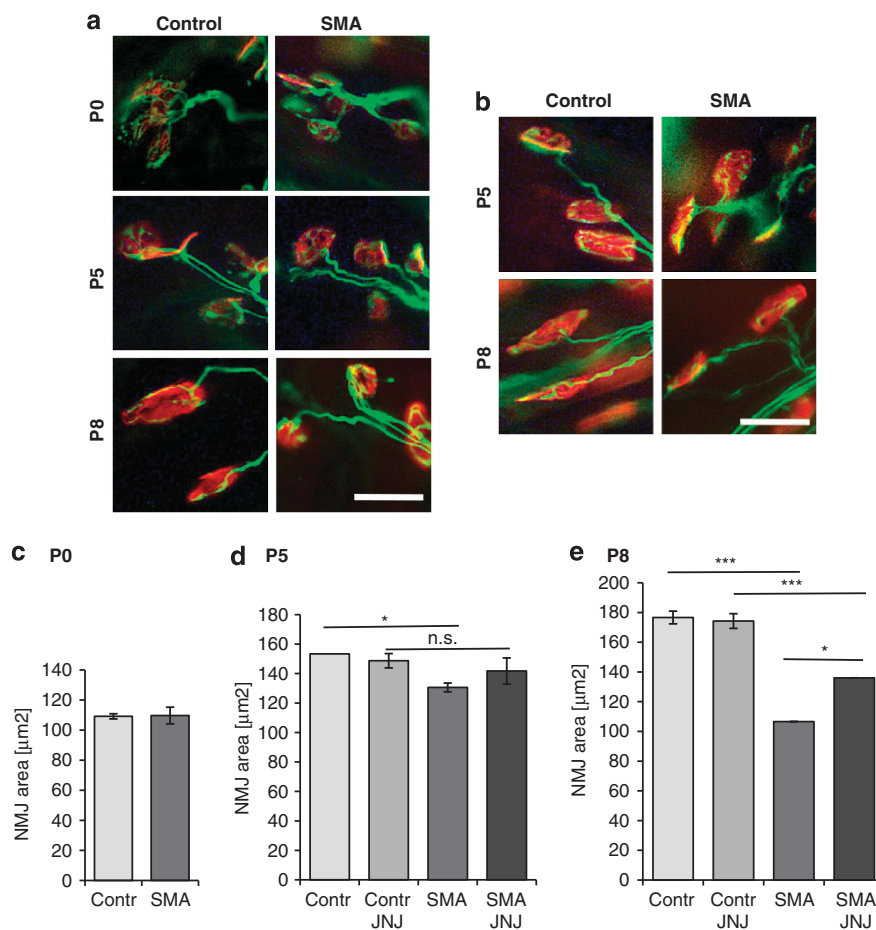 a
Control SMA
P0
P5
P8
b
Control SMA
P5
P8
c P0
NMJ area [μm2]
140
120
100
80
60
40
20
0
Contr SMA
d P5
NMJ area [μm2]
180
160
140
120
100
80
60
40
20
0
*
n.s.
Contr Contr JNJ SMA SMA JNJ
e P8
NMJ area [μm2]
200
180
160
140
120
100
80
60
40
20
0
***
***
*
Contr Contr JNJ SMA SMA JNJ